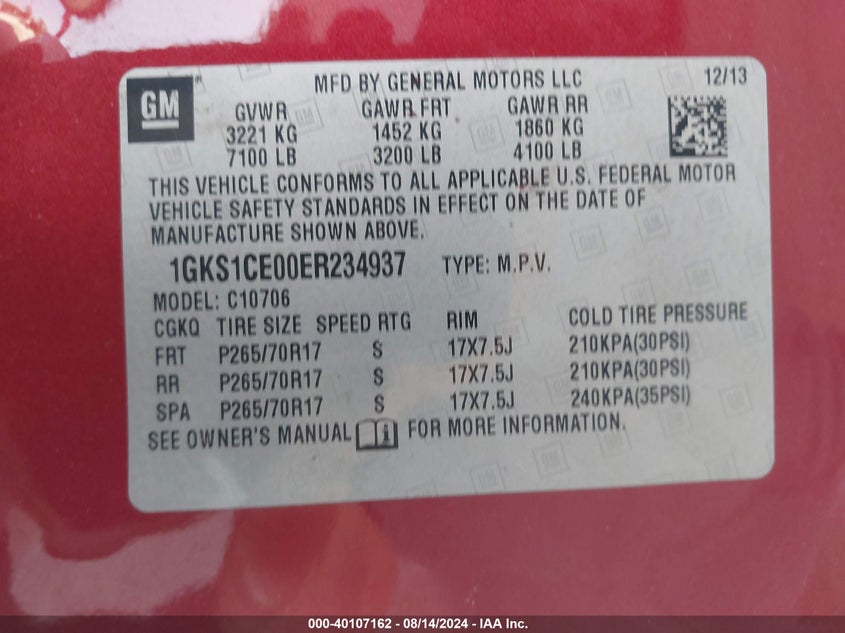 GM
MFD BY GENERAL MOTORS LLC 12/13
GVWR GAWR FRT GAWR RR
3221 KG 1452 KG 1860 KG
7100 LB 3200 LB 4100 LB
THIS VEHICLE CONFORMS TO ALL APPLICABLE U.S. FEDERAL MOTOR
VEHICLE SAFETY STANDARDS IN EFFECT ON THE DATE OF
MANUFACTURE SHOWN ABOVE.
1GKS1CE00ER234937 TYPE: M.P.V.
MODEL: C10706
CGKQ TIRE SIZE SPEED RTG RIM COLD TIRE PRESSURE
FRT P265/70R17 S 17X7.5J 210KPA(30PSI)
RR P265/70R17 S 17X7.5J 210KPA(30PSI)
SPA P265/70R17 S 17X7.5J 240KPA(35PSI)
SEE OWNER'S MANUAL i FOR MORE INFORMATION.
000-40107162 - 08/14/2024 - IAA Inc.